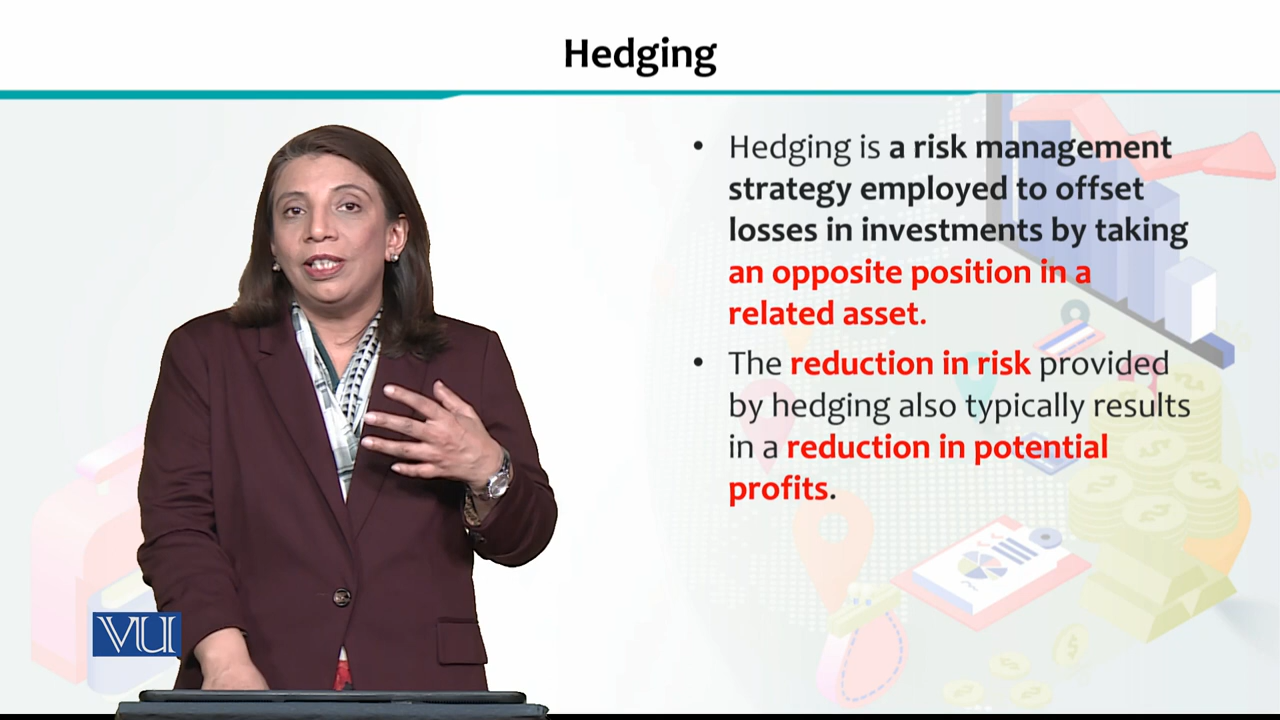 Hedging
• Hedging is a risk management
strategy employed to offset
losses in investments by taking
an opposite position in a
related asset.
• The reduction in risk provided
by hedging also typically results
in a reduction in potential
profits.
VU